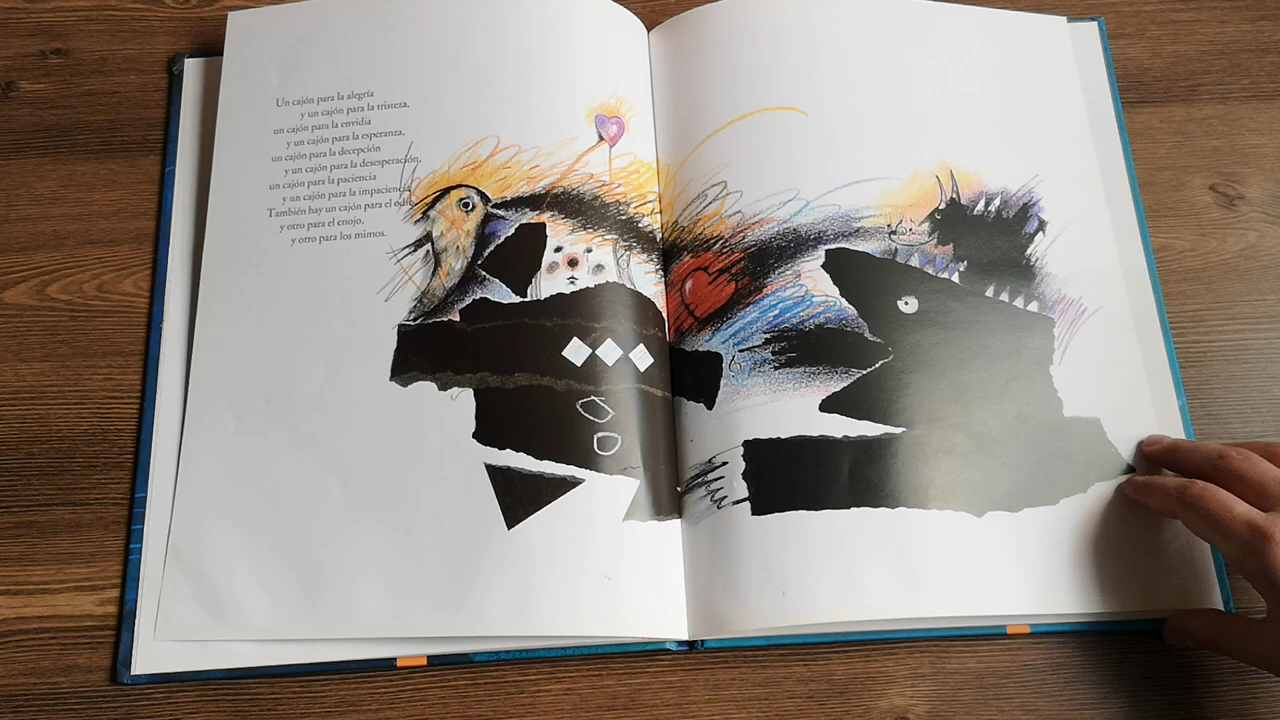 Un cajón para la alegría
y un cajón para la tristeza,
un cajón para la envidia
y un cajón para la esperanza,
un cajón para la decepción
y un cajón para la desesperación,
un cajón para la paciencia
y un cajón para la impaciencia
También hay un cajón para el odio
y otro para el enojo,
y otro para los mimos.